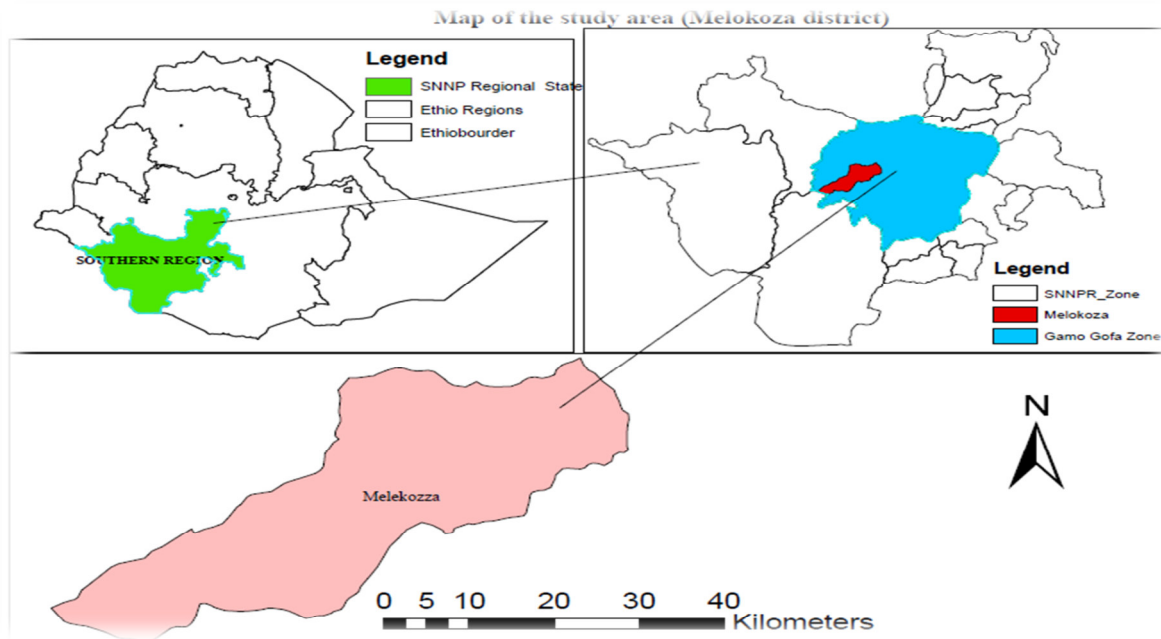 Map of the study area (Melokoza district)
Legend
SNNP Regional State
Ethio Regions
Ethiobourder
SOUTHERN REGION
Legend
SNNPR_Zone
Melokoza
Gamo Gofa Zone
N
Melekozza
0 5 10 20 30 40
Kilometers